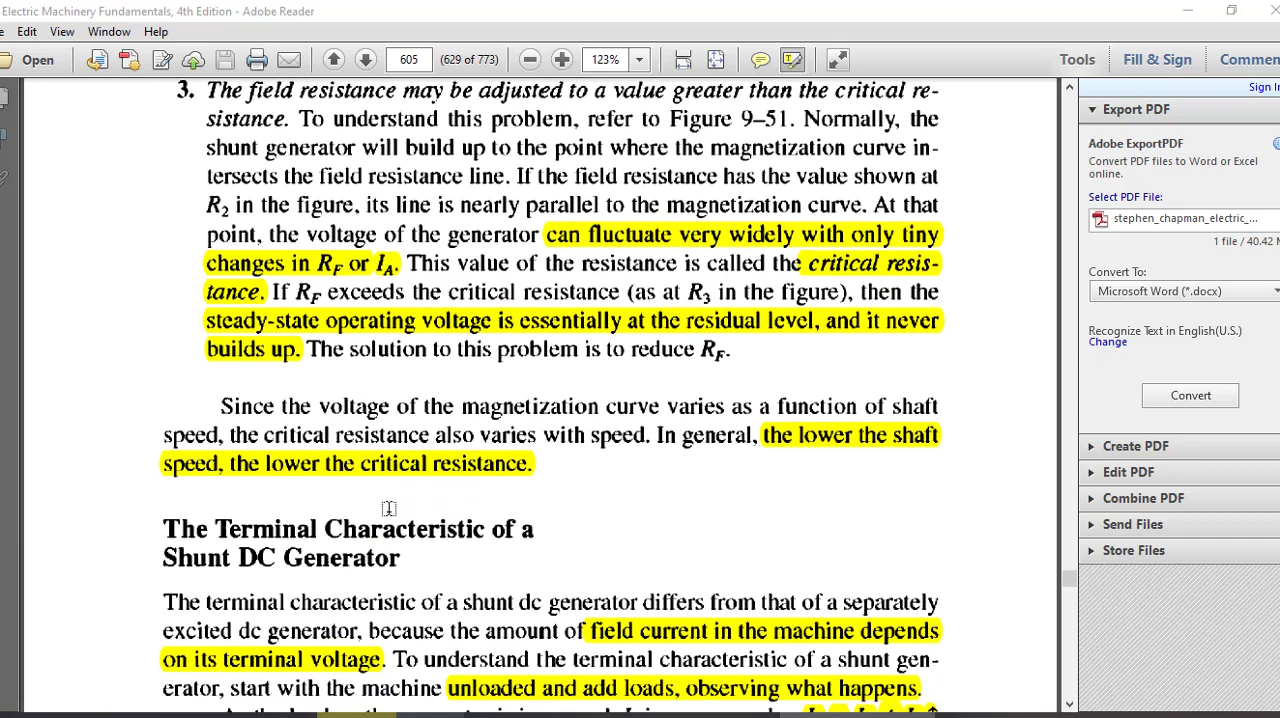 Electric Machinery Fundamentals, 4th Edition - Adobe Reader
Edit View Window Help
Open 605 (629 of 773) 123% Tools Fill & Sign Commen
3. The field resistance may be adjusted to a value greater than the critical re-
sistance. To understand this problem, refer to Figure 9–51. Normally, the
shunt generator will build up to the point where the magnetization curve in-
tersects the field resistance line. If the field resistance has the value shown at
R2 in the figure, its line is nearly parallel to the magnetization curve. At that
point, the voltage of the generator can fluctuate very widely with only tiny
changes in RF or IA. This value of the resistance is called the critical resis-
tance. If RF exceeds the critical resistance (as at R3 in the figure), then the
steady-state operating voltage is essentially at the residual level, and it never
builds up. The solution to this problem is to reduce RF.
Since the voltage of the magnetization curve varies as a function of shaft
speed, the critical resistance also varies with speed. In general, the lower the shaft
speed, the lower the critical resistance.
The Terminal Characteristic of a
Shunt DC Generator
The terminal characteristic of a shunt dc generator differs from that of a separately
excited dc generator, because the amount of field current in the machine depends
on its terminal voltage. To understand the terminal characteristic of a shunt gen-
erator, start with the machine unloaded and add loads, observing what happens.
Sign In
Export PDF
Adobe ExportPDF
Convert PDF files to Word or Excel
online.
Select PDF File:
stephen_chapman_electric_...
1 file / 40.42 M
Convert To:
Microsoft Word (*.docx)
Recognize Text in English(U.S.)
Change
Convert
Create PDF
Edit PDF
Combine PDF
Send Files
Store Files